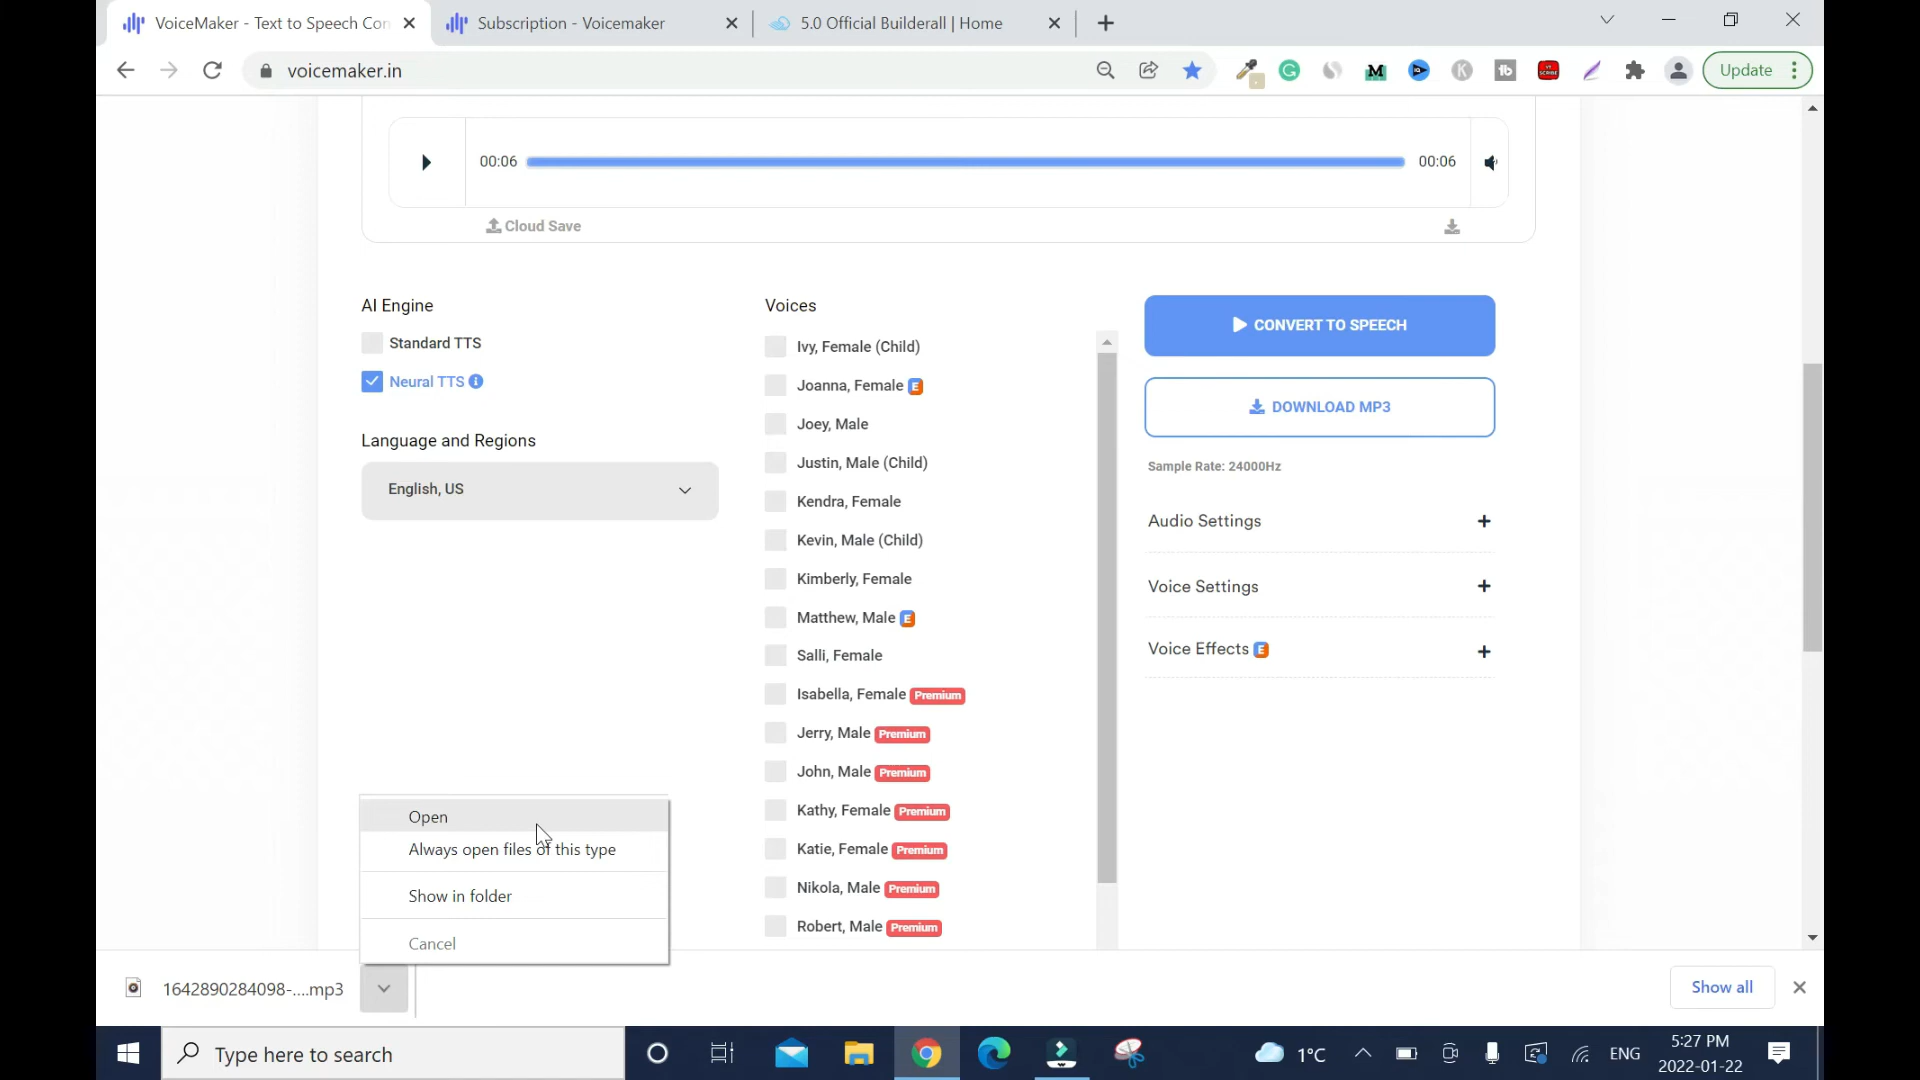 VoiceMaker - Text to Speech Con
Subscription - Voicemaker
5.0 Official Builderall | Home
voicemaker.in
Update
00:06
00:06
Cloud Save
AI Engine
Standard TTS
Neural TTS
Language and Regions
English, US
Voices
Ivy, Female (Child)
Joanna, Female E
Joey, Male
Justin, Male (Child)
Kendra, Female
Kevin, Male (Child)
Kimberly, Female
Matthew, Male E
Salli, Female
Isabella, Female Premium
Jerry, Male Premium
John, Male Premium
Kathy, Female Premium
Katie, Female Premium
Nikola, Male Premium
Robert, Male Premium
CONVERT TO SPEECH
DOWNLOAD MP3
Sample Rate: 24000Hz
Audio Settings
Voice Settings
Voice Effects E
Open
Always open files of this type
Show in folder
Cancel
1642890284098-....mp3
Show all
Type here to search
1°C
ENG
5:27 PM
2022-01-22